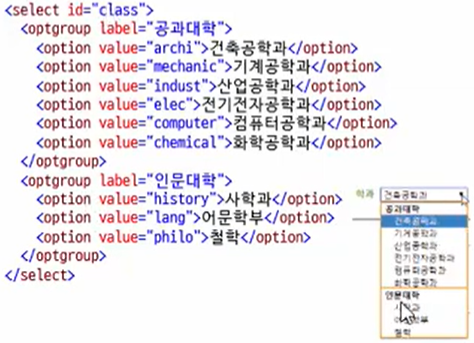 <select id="class">
<optgroup label="공과대학">
<option value="archi">건축공학과</option>
<option value="mechanic">기계공학과</option>
<option value="indust">산업공학과</option>
<option value="elec">전기전자공학과</option>
<option value="computer">컴퓨터공학과</option>
<option value="chemical">화학공학과</option>
</optgroup>
<optgroup label="인문대학">
<option value="history">사학과</option>
<option value="lang">어문학부</option>
<option value="philo">철학</option>
</optgroup>
</select>
학과 건축공학과
공과대학
건축공학과
기계공학과
산업공학과
전기전자공학과
컴퓨터공학과
화학공학과
인문대학
철학